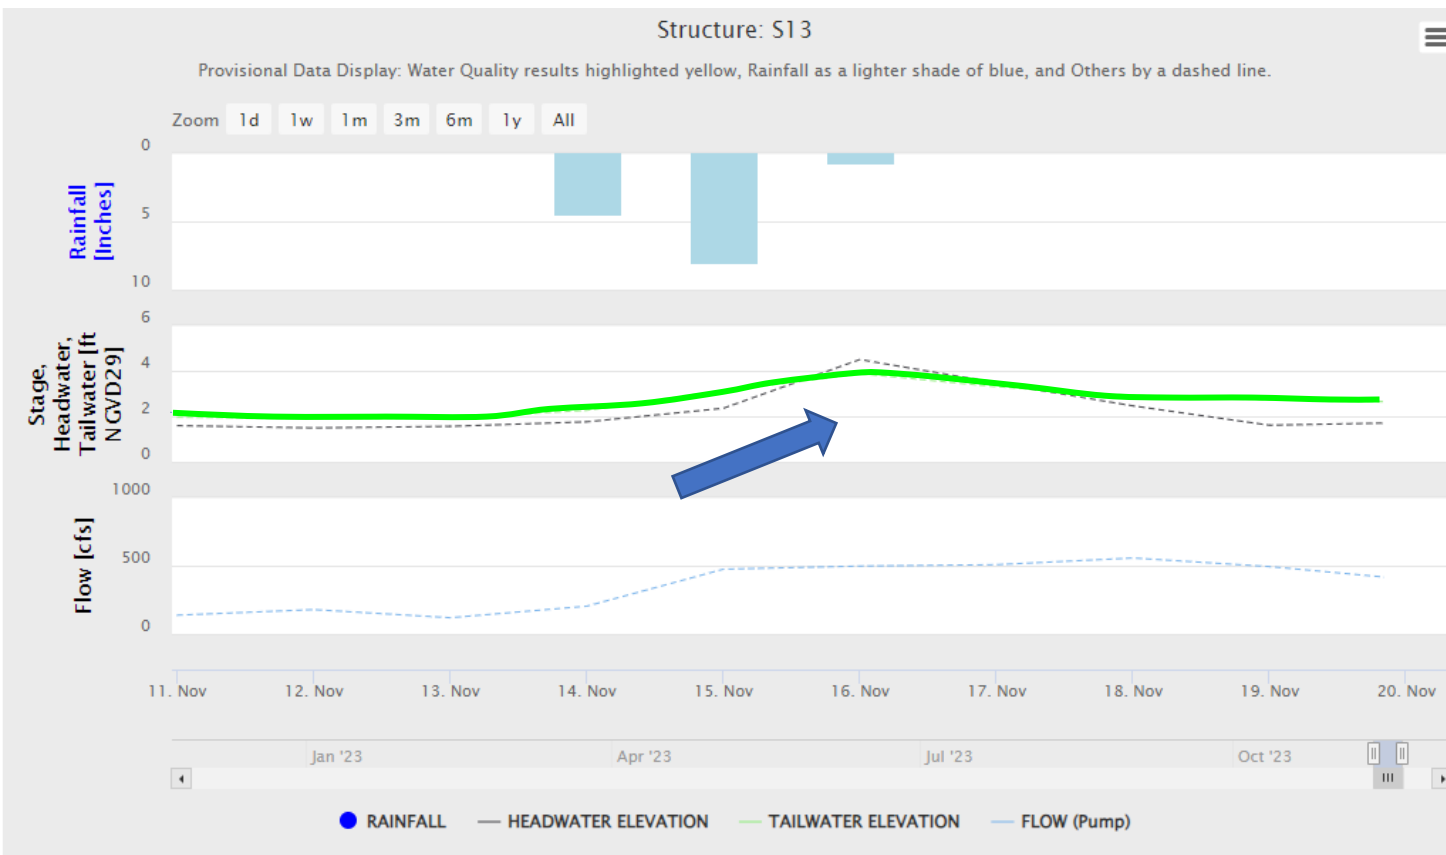 Structure: S13
Provisional Data Display: Water Quality results highlighted yellow, Rainfall as a lighter shade of blue, and Others by a dashed line.
Zoom 1d 1w 1m 3m 6m 1y All
Rainfall
[Inches]
0
5
10
Stage,
Headwater,
Tailwater [ft
NGVD29]
6
4
2
0
Flow [cfs]
1000
500
0
11. Nov 12. Nov 13. Nov 14. Nov 15. Nov 16. Nov 17. Nov 18. Nov 19. Nov 20. Nov
Jan '23 Apr '23 Jul '23 Oct '23
RAINFALL HEADWATER ELEVATION TAILWATER ELEVATION FLOW (Pump)